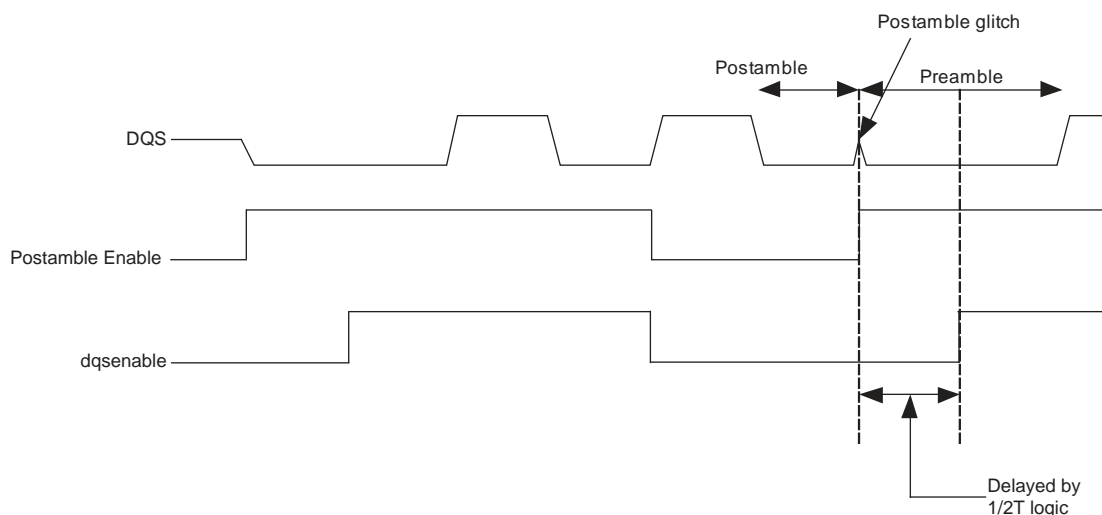 Postamble glitch
Postamble
Preamble
DQS
Postamble Enable
dqsenable
Delayed by
1/2T logic